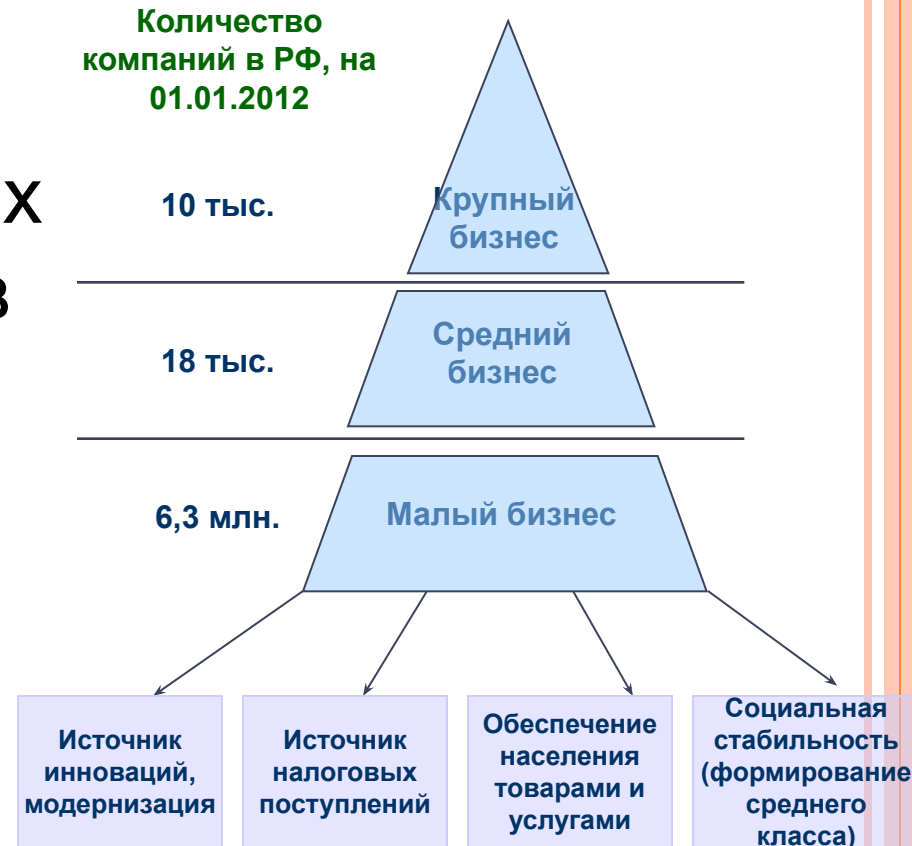 Количество
компаний в РФ, на
01.01.2012
х
в
10 тыс.
Крупный
бизнес
18 тыс.
Средний
бизнес
6,3 млн.
Малый бизнес
Источник
инноваций,
модернизация
Источник
налоговых
поступлений
Обеспечение
населения
товарами и
услугами
Социальная
стабильность
(формирование
среднего
класса)